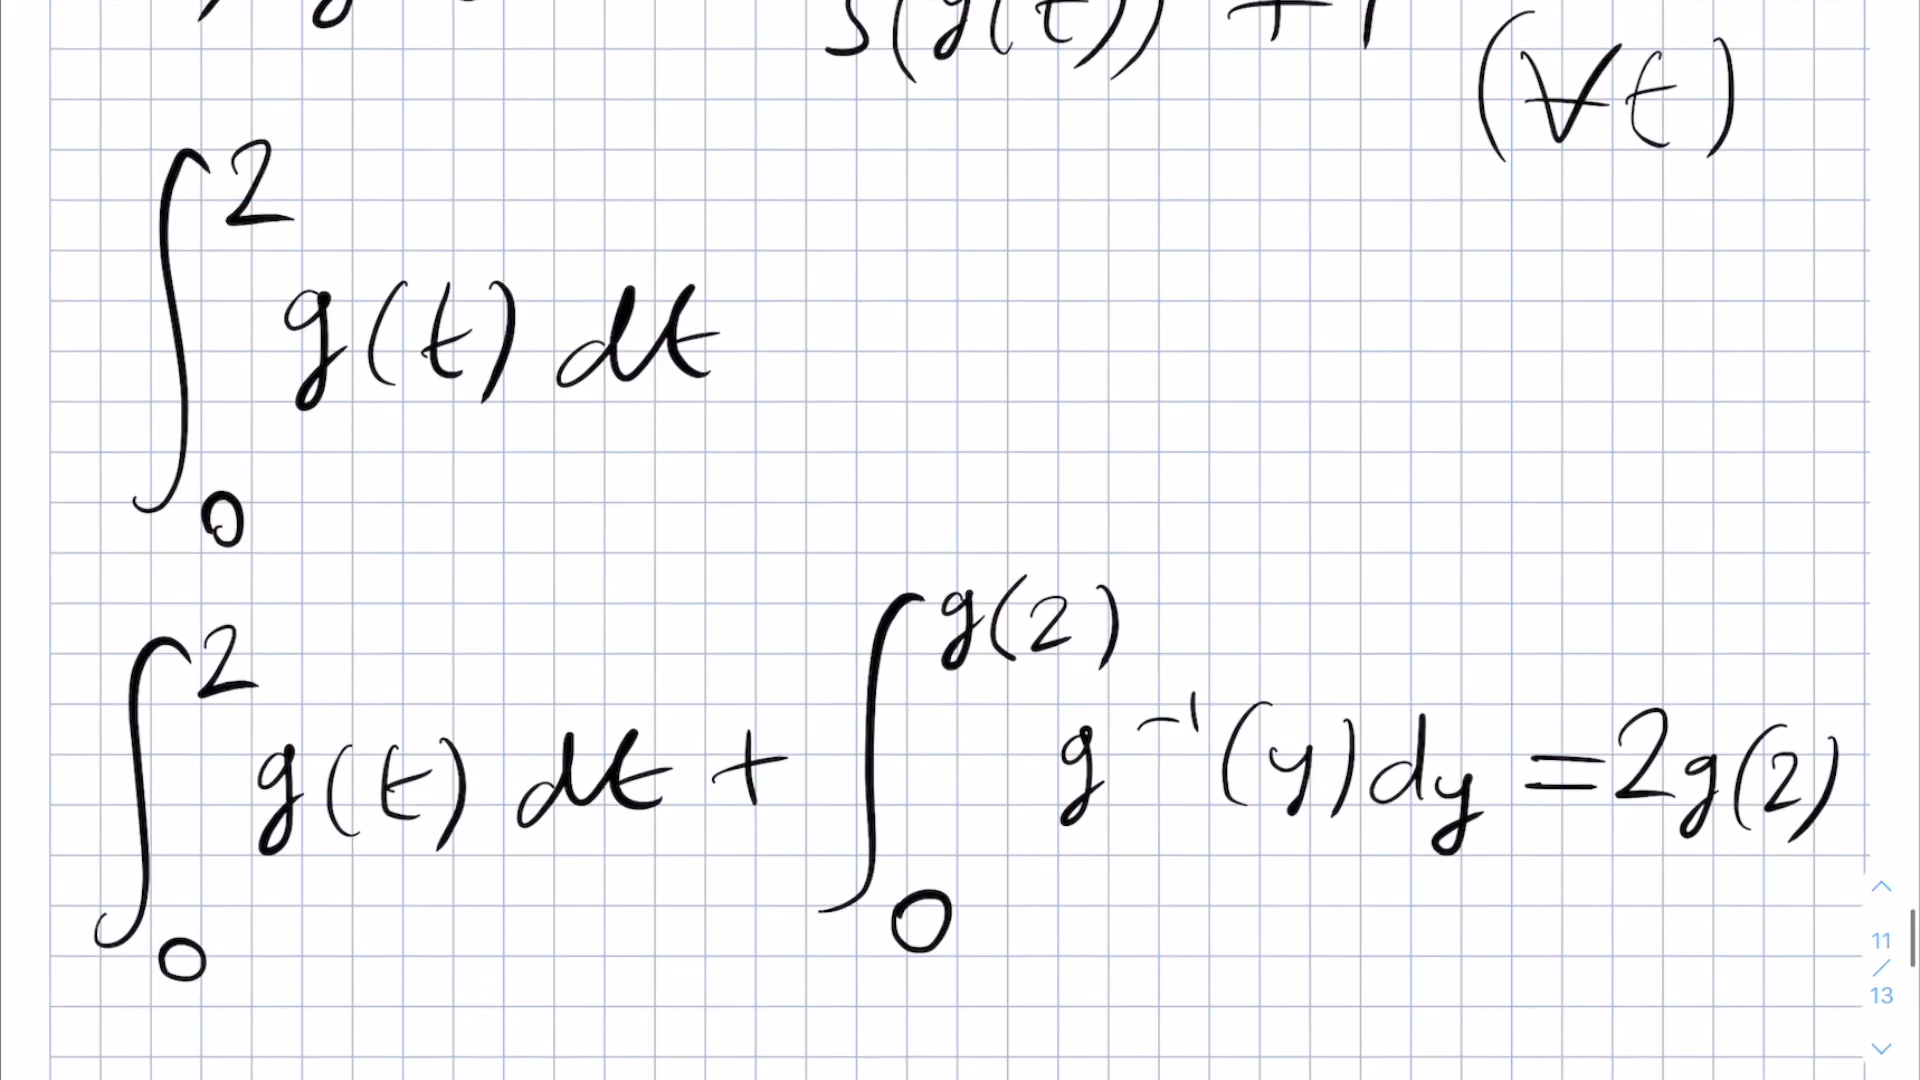 (∀t)
∫₀² g(t) dt
∫₀² g(t) dt + ∫₀^g(2) g⁻¹(y) dy = 2g(2)
11
/
13